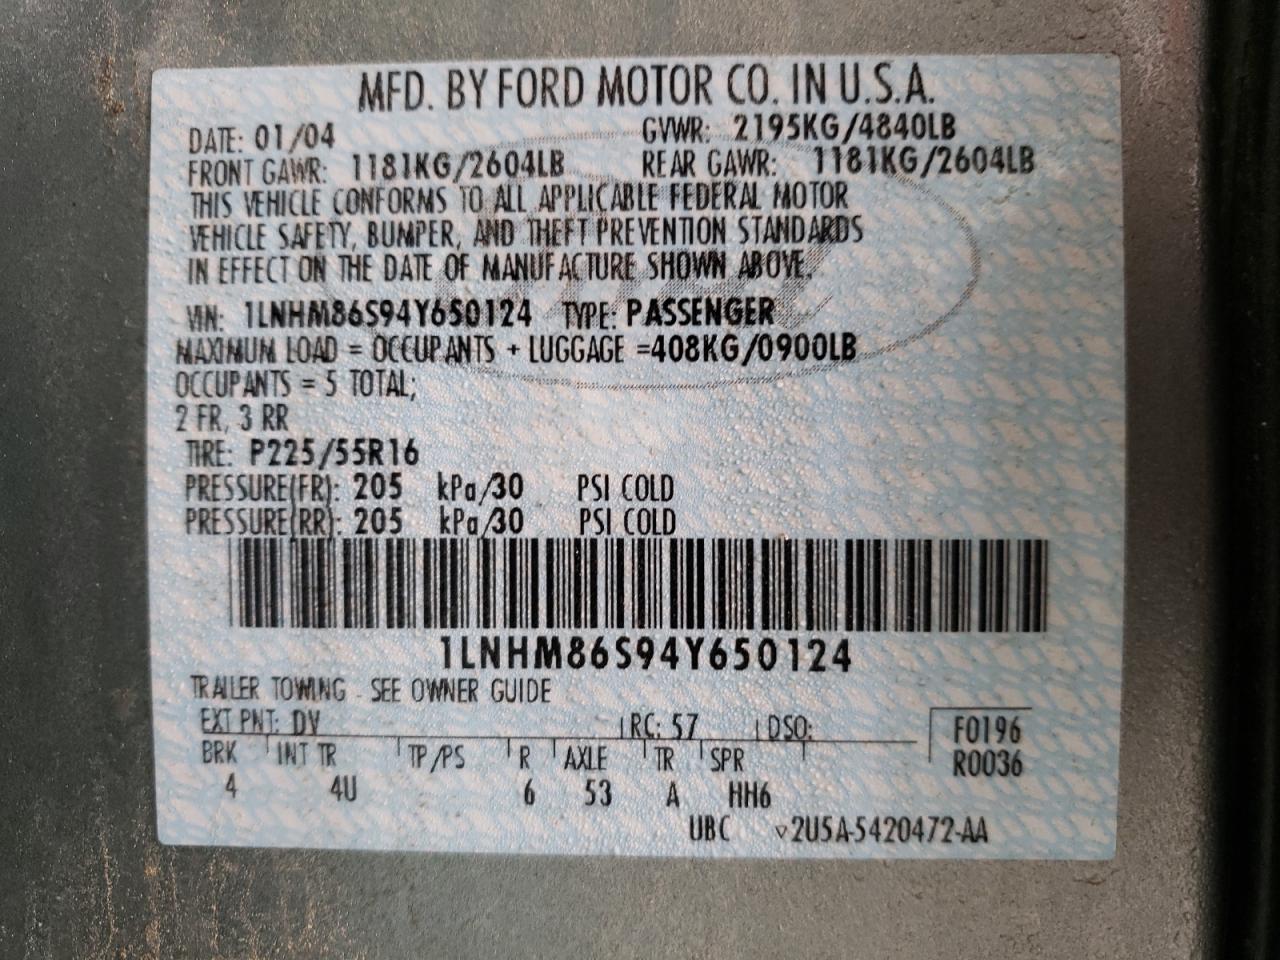 MFD. BY FORD MOTOR CO. IN U.S.A.
DATE: 01/04 GVWR: 2195KG/4840LB
FRONT GAWR: 1181KG/2604LB REAR GAWR: 1181KG/2604LB
THIS VEHICLE CONFORMS TO ALL APPLICABLE FEDERAL MOTOR
VEHICLE SAFETY, BUMPER, AND THEFT PREVENTION STANDARDS
IN EFFECT ON THE DATE OF MANUFACTURE SHOWN ABOVE.
VIN: 1LNHM86S94Y650124 TYPE: PASSENGER
MAXIMUM LOAD = OCCUPANTS + LUGGAGE =408KG/0900LB
OCCUPANTS = 5 TOTAL;
2 FR, 3 RR
TIRE: P225/55R16
PRESSURE(FR): 205 kPa/30 PSI COLD
PRESSURE(RR): 205 kPa/30 PSI COLD
1LNHM86S94Y650124
TRAILER TOWING - SEE OWNER GUIDE
EXT PNT: DV RC: 57 DSO: F0196
BRK INT TR TP/PS R AXLE TR SPR R0036
4 4U 6 53 A HH6
UBC ▽2U5A-5420472-AA